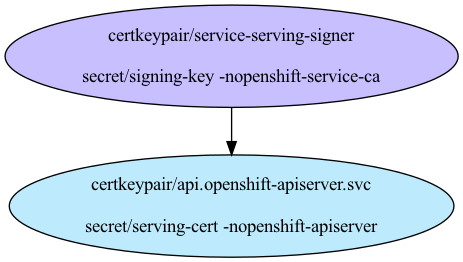 certkeypair/service-serving-signer
secret/signing-key -nopenshift-service-ca
certkeypair/api.openshift-apiserver.svc
secret/serving-cert -nopenshift-apiserver